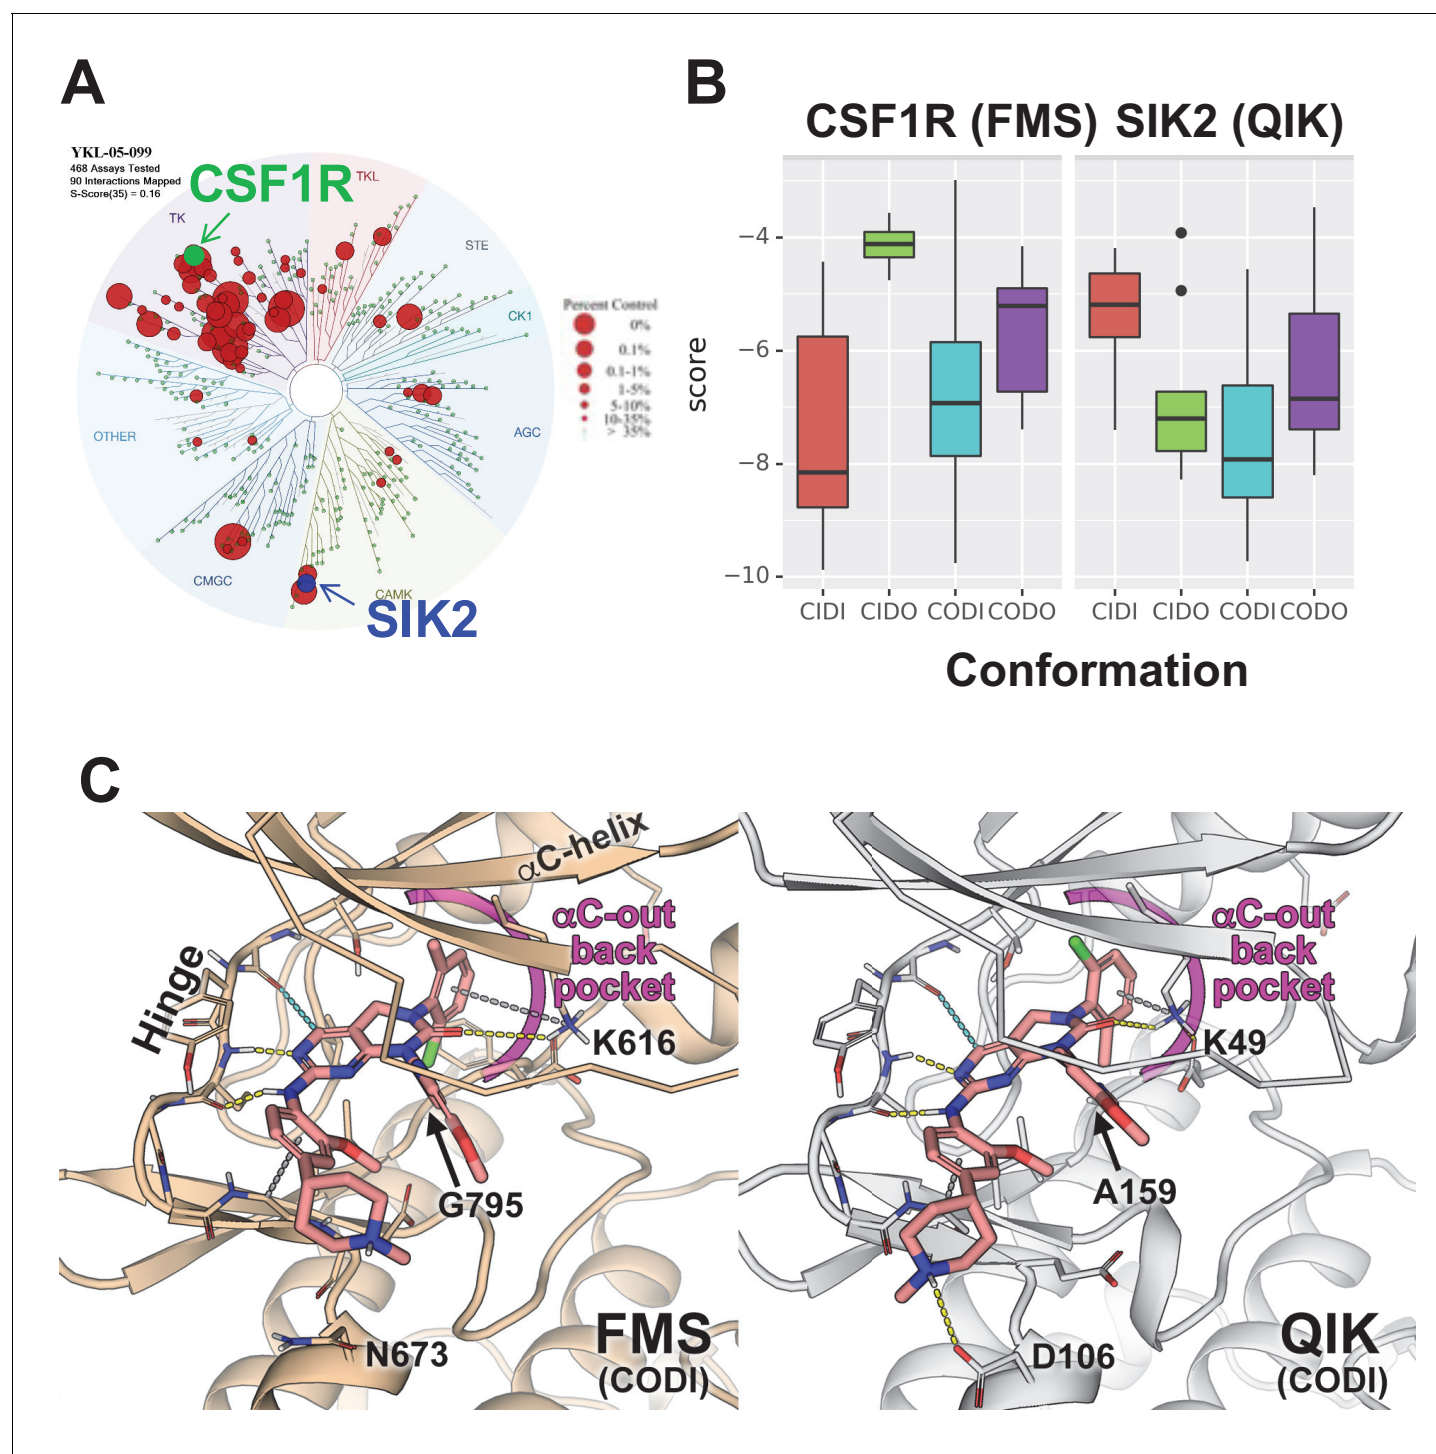 A
YKL-05-099
468 Assays Tested
90 Interactions Mapped
S-Score(35) = 0.16
CSF1R
TKL
TK
STE
CK1
AGC
OTHER
CMGC
CAMK
SIK2
Percent Control
0%
0.1%
0.1-1%
1-5%
5-10%
10-35%
> 35%
B
CSF1R (FMS) SIK2 (QIK)
score
−4
−6
−8
−10
CIDI CIDO CODI CODO CIDI CIDO CODI CODO
Conformation
C
αC-helix
αC-out
back
pocket
Hinge
K616
G795
N673
FMS
(CODI)
αC-out
back
pocket
K49
A159
D106
QIK
(CODI)